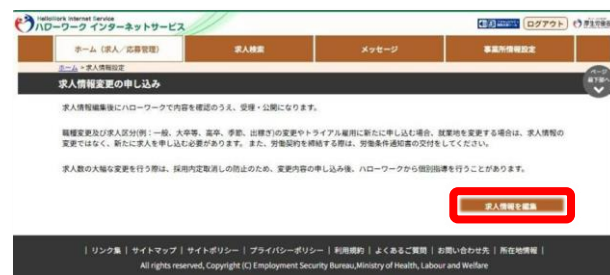 HelloWork Internet Service
ハローワーク インターネットサービス
ログアウト
ホーム（求人／応募管理） 求人検索 メッセージ 事業所情報設定
ホーム > 求人情報設定
求人情報変更の申し込み
ページ
最下部へ
求人情報編集後にハローワークで内容を確認のうえ、受理・公開になります。
職種変更及び求人区分(例：一般、大卒等、高卒、季節、出稼ぎ)の変更やトライアル雇用に新たに申し込む場合、就業地を変更する場合は、求人情報の
変更ではなく、新たに求人を申し込む必要があります。また、労働契約を締結する際は、労働条件通知書の交付をしてください。
求人数の大幅な変更を行う際は、採用内定取消しの防止のため、変更内容の申し込み後、ハローワークから個別指導を行うことがあります。
求人情報を編集
| リンク集 | サイトマップ | サイトポリシー | プライバシーポリシー | 利用規約 | よくあるご質問 | お問い合わせ先 | 所在地情報 |
All rights reserved, Copyright (C) Employment Security Bureau,Ministry of Health, Labour and Welfare